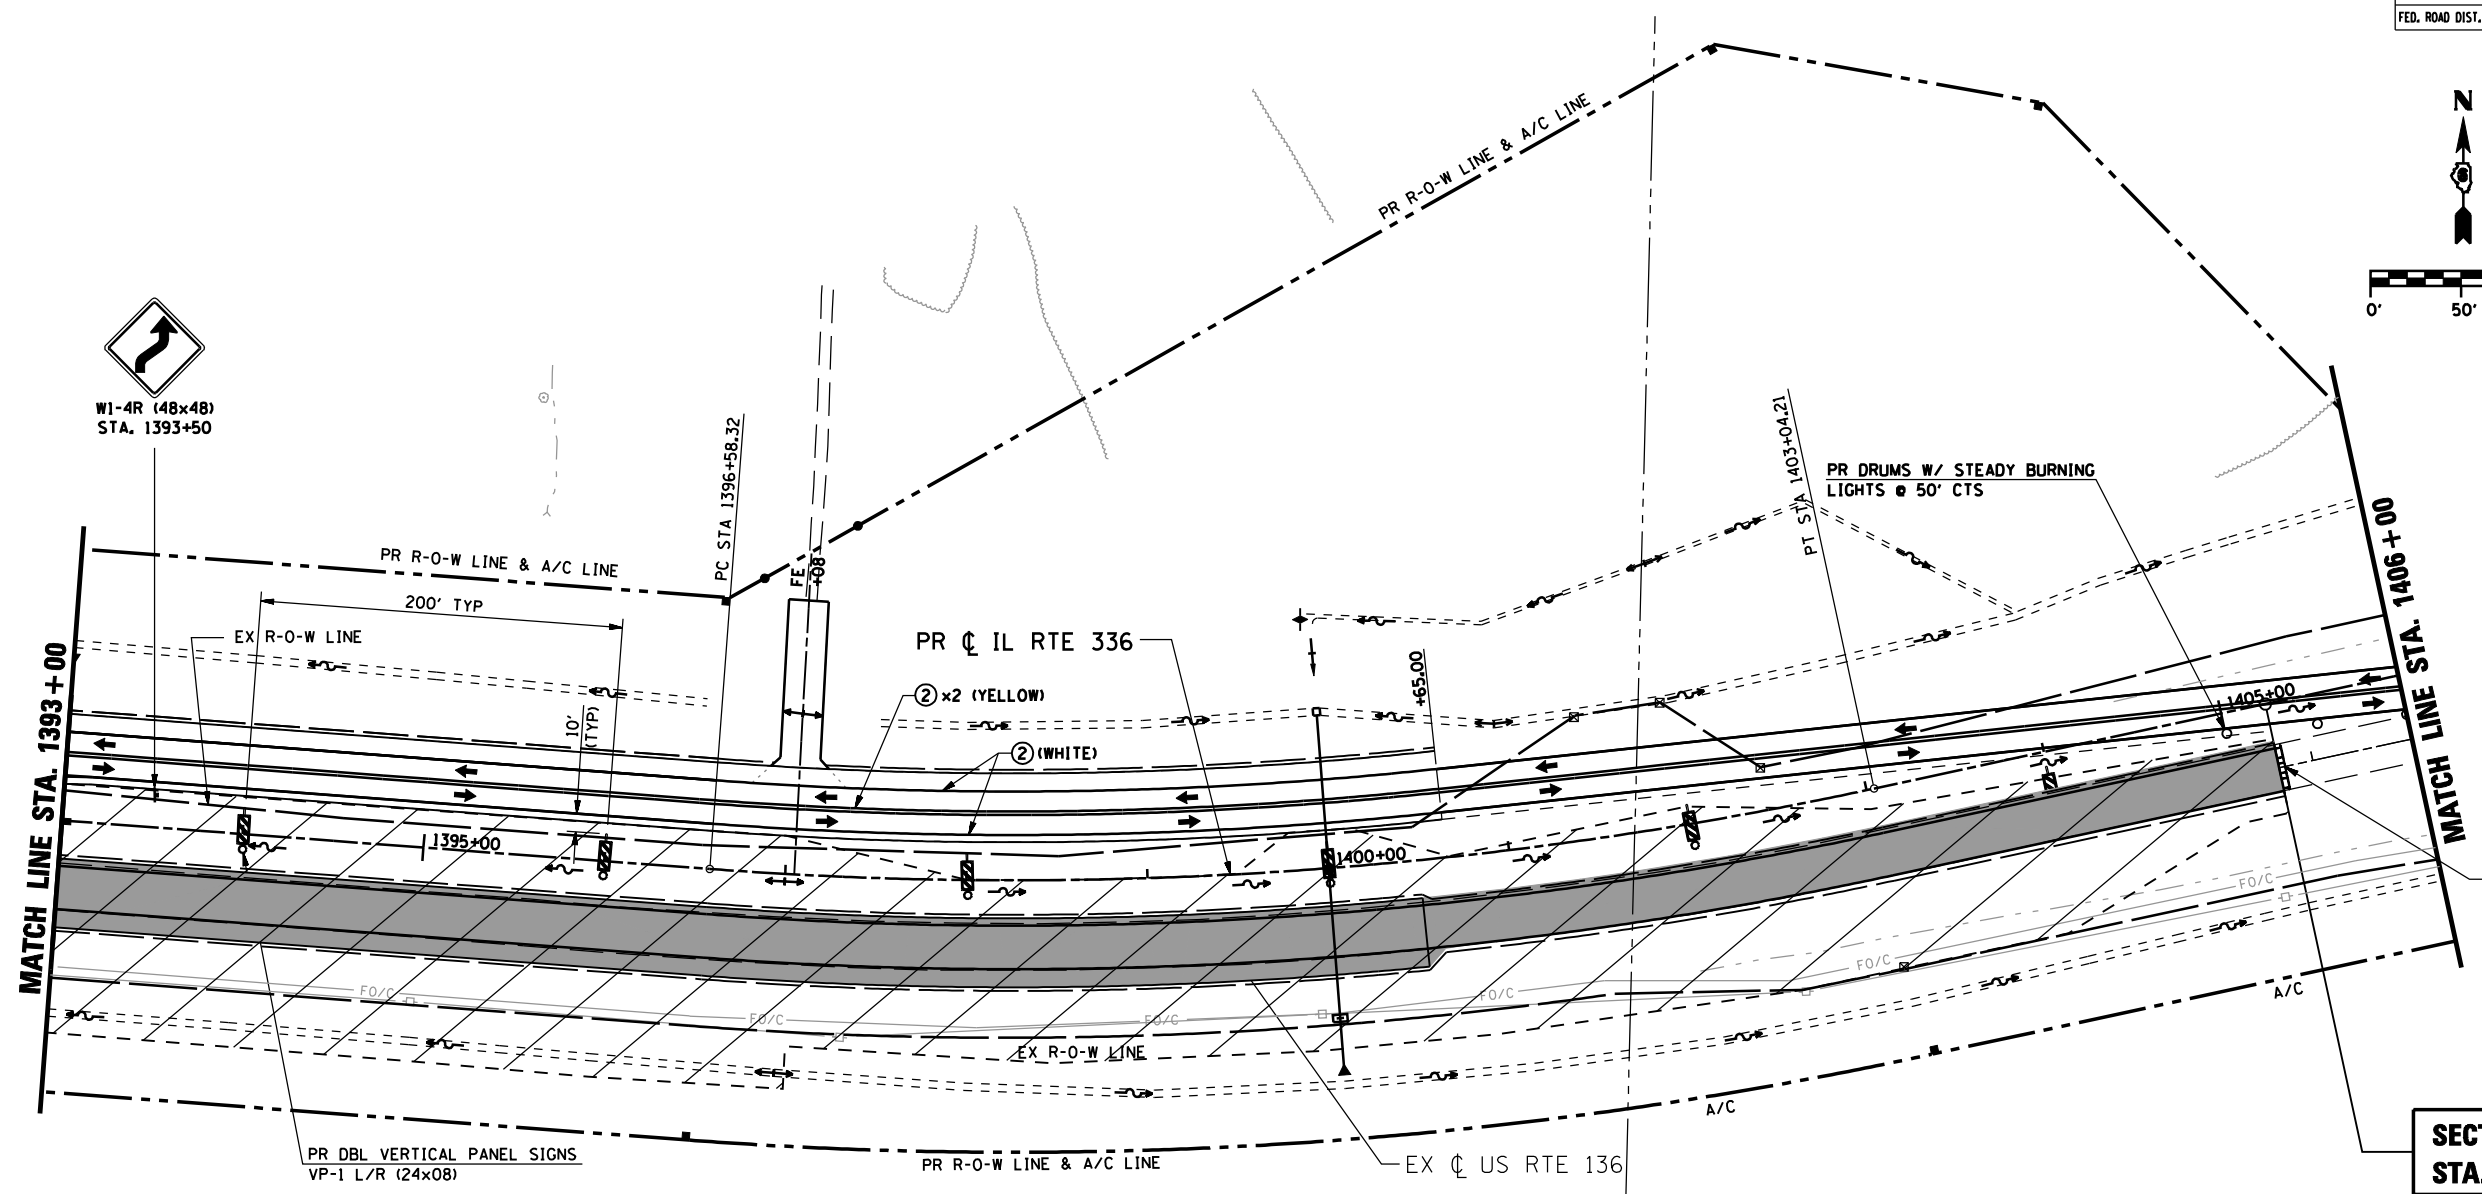 FED. ROAD DIST.
N
0' 50'
PR R-O-W LINE & A/C LINE
W1-4R (48x48)
STA. 1393+50
PC STA 1396+58.32
PT STA 1403+04.21
PR DRUMS W/ STEADY BURNING
LIGHTS @ 50' CTS
MATCH LINE STA. 1406+00
PR R-O-W LINE & A/C LINE
FE
+08
200' TYP
EX R-O-W LINE
PR ℄ IL RTE 336
+65.00
MATCH LINE STA. 1393+00
2 x2 (YELLOW)
1405+00
10'
(TYP)
2 (WHITE)
1395+00
1400+00
FO/C
FO/C
FO/C
FO/C
FO/C
A/C
EX R-O-W LINE
A/C
PR DBL VERTICAL PANEL SIGNS
VP-1 L/R (24x08)
PR R-O-W LINE & A/C LINE
EX ℄ US RTE 136
STA.